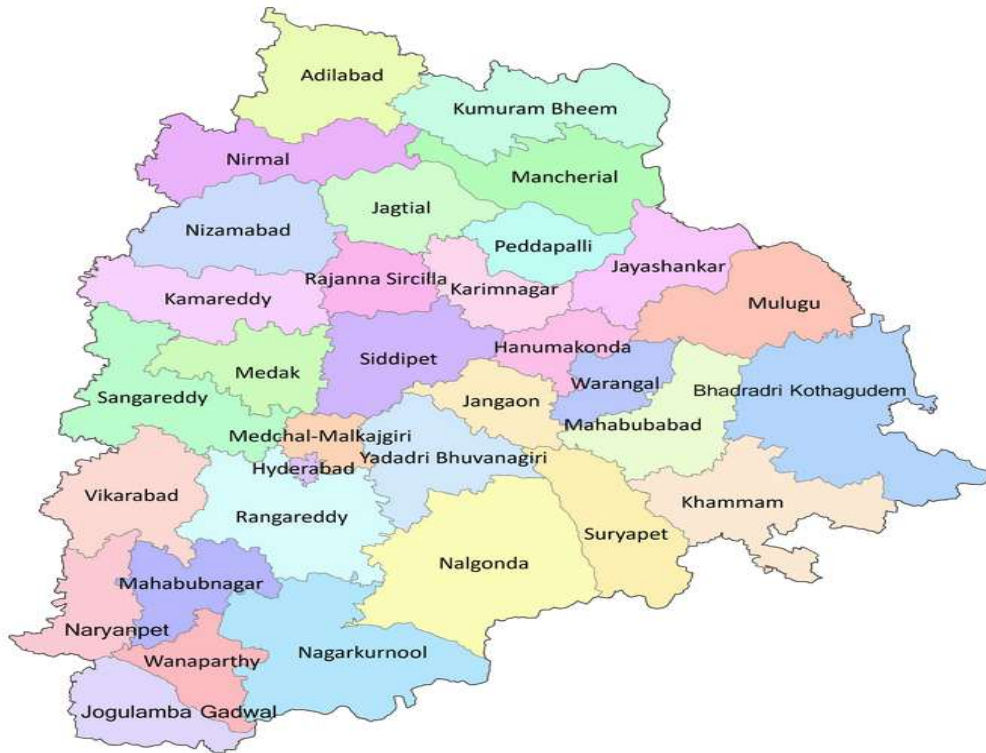 Adilabad
Kumuram Bheem
Nirmal
Mancherial
Jagtial
Nizamabad
Peddapalli
Jayashankar
Rajanna Sircilla
Karimnagar
Kamareddy
Mulugu
Hanumakonda
Siddipet
Medak
Warangal
Bhadradri Kothagudem
Sangareddy
Jangaon
Mahabubabad
Medchal-Malkajgiri
Yadadri Bhuvanagiri
Hyderabad
Vikarabad
Khammam
Rangareddy
Suryapet
Nalgonda
Mahabubnagar
Naryanpet
Nagarkurnool
Wanaparthy
Jogulamba Gadwal